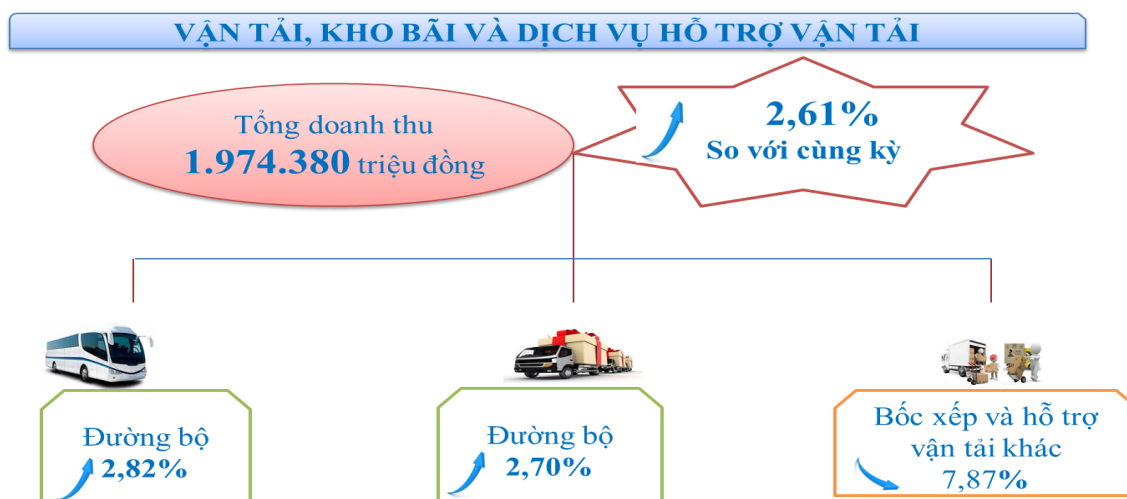 VẬN TẢI, KHO BÃI VÀ DỊCH VỤ HỖ TRỢ VẬN TẢI
Tổng doanh thu
1.974.380 triệu đồng
2,61%
So với cùng kỳ
Đường bộ
2,82%
Đường bộ
2,70%
Bốc xếp và hỗ trợ
vận tải khác
7,87%